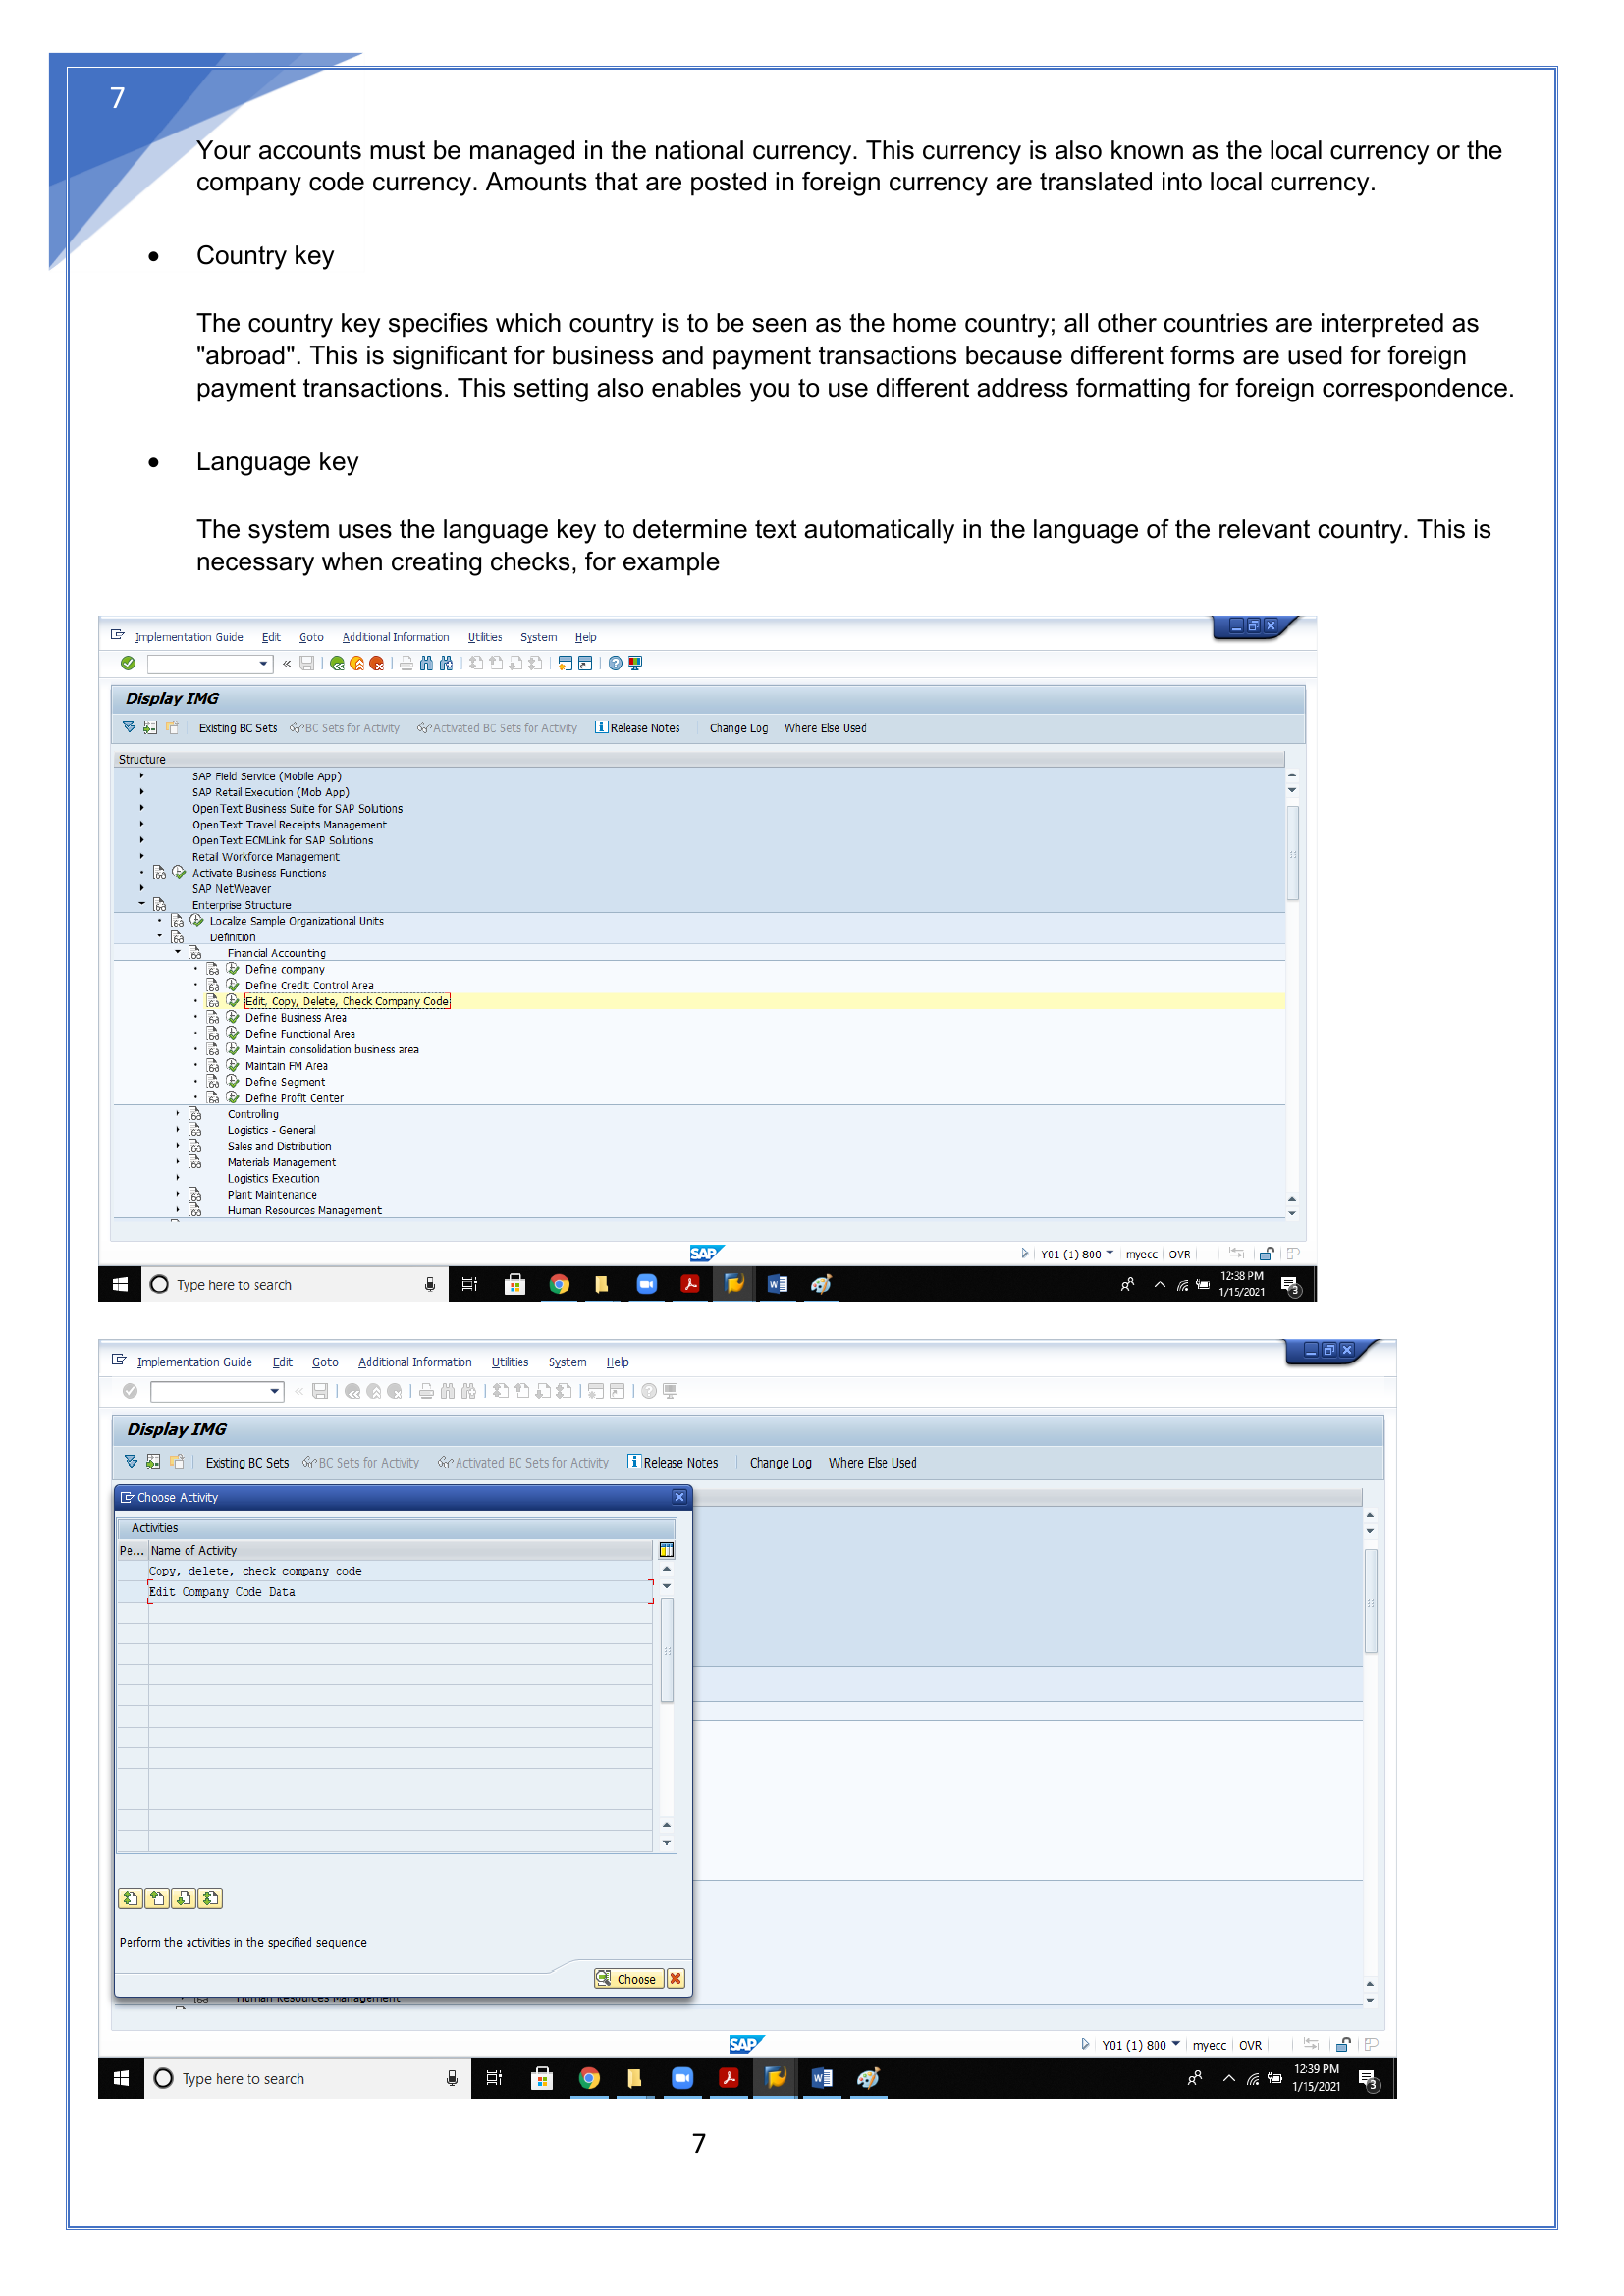 7
Your accounts must be managed in the national currency. This currency is also known as the local currency or the
company code currency. Amounts that are posted in foreign currency are translated into local currency.
• Country key
The country key specifies which country is to be seen as the home country; all other countries are interpreted as
"abroad". This is significant for business and payment transactions because different forms are used for foreign
payment transactions. This setting also enables you to use different address formatting for foreign correspondence.
• Language key
The system uses the language key to determine text automatically in the language of the relevant country. This is
necessary when creating checks, for example
Implementation Guide Edit Goto Additional Information Utilities System Help
Display IMG
Existing BC Sets BC Sets for Activity Activated BC Sets for Activity Release Notes Change Log Where Else Used
Structure
SAP Field Service (Mobile App)
SAP Retail Execution (Mob App)
OpenText Business Suite for SAP Solutions
OpenText Travel Receipts Management
OpenText ECMLink for SAP Solutions
Retail Workforce Management
Activate Business Functions
SAP NetWeaver
Enterprise Structure
Localize Sample Organizational Units
Definition
Financial Accounting
Define company
Define Credit Control Area
Edit, Copy, Delete, Check Company Code
Define Business Area
Define Functional Area
Maintain consolidation business area
Maintain FM Area
Define Segment
Define Profit Center
Controlling
Logistics - General
Sales and Distribution
Materials Management
Logistics Execution
Plant Maintenance
Human Resources Management
SAP Y01 (1) 800 myecc OVR
Type here to search 12:38 PM
1/15/2021 3
Implementation Guide Edit Goto Additional Information Utilities System Help
Display IMG
Existing BC Sets BC Sets for Activity Activated BC Sets for Activity Release Notes Change Log Where Else Used
Choose Activity
Activities
Pe... Name of Activity
Copy, delete, check company code
Edit Company Code Data
Perform the activities in the specified sequence
Choose
Human Resources Management
SAP Y01 (1) 800 myecc OVR
Type here to search 12:39 PM
1/15/2021 3
7